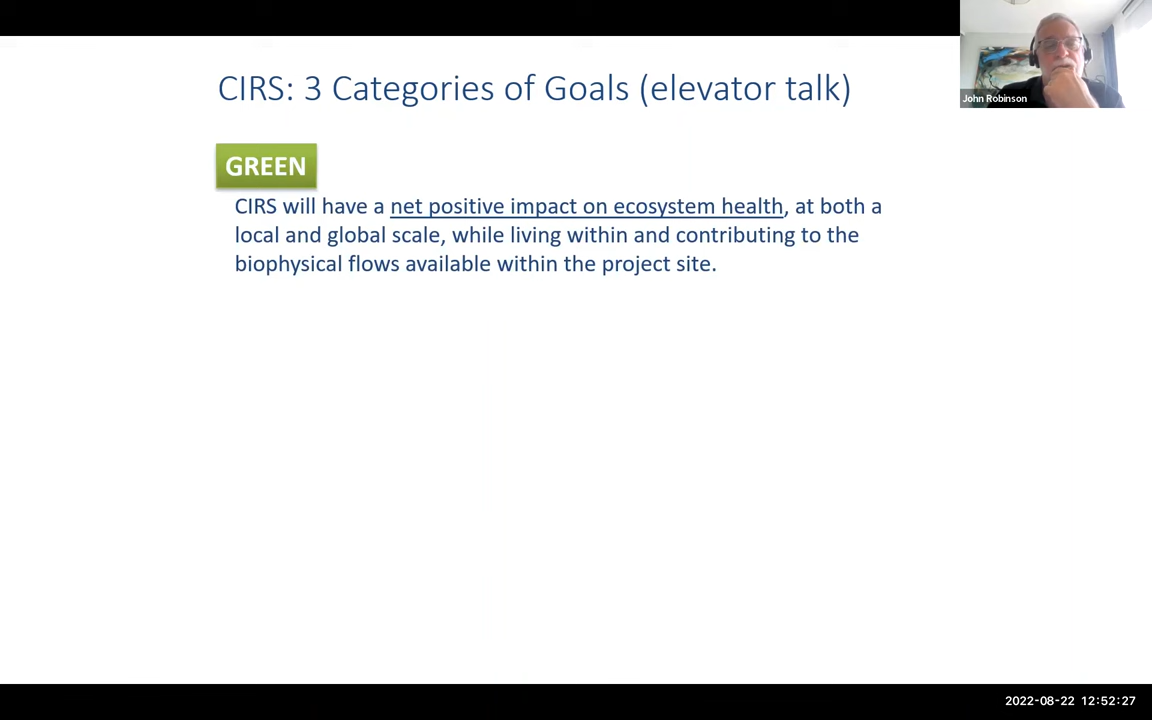 CIRS: 3 Categories of Goals (elevator talk)
John Robinson
GREEN
CIRS will have a net positive impact on ecosystem health, at both a
local and global scale, while living within and contributing to the
biophysical flows available within the project site.
2022-08-22 12:52:27